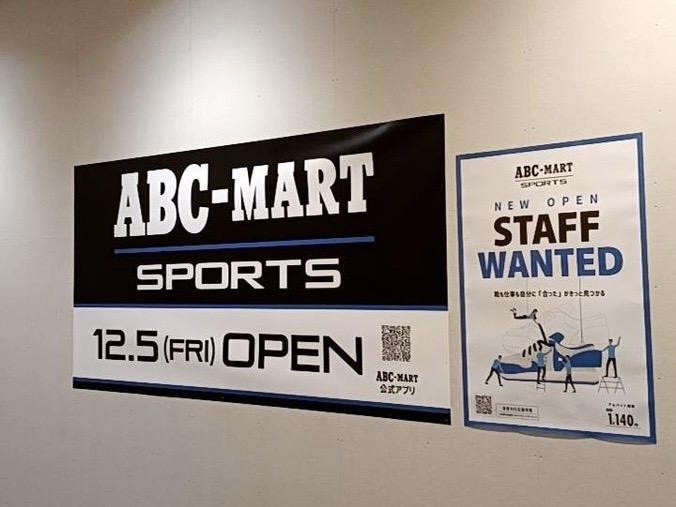 ABC-MART
SPORTS
12.5 (FRI) OPEN
ABC-MART
公式アプリ
ABC-MART
SPORTS
NEW OPEN
STAFF
WANTED
靴も仕事も自分に「合った」がきっと見つかる
1,140